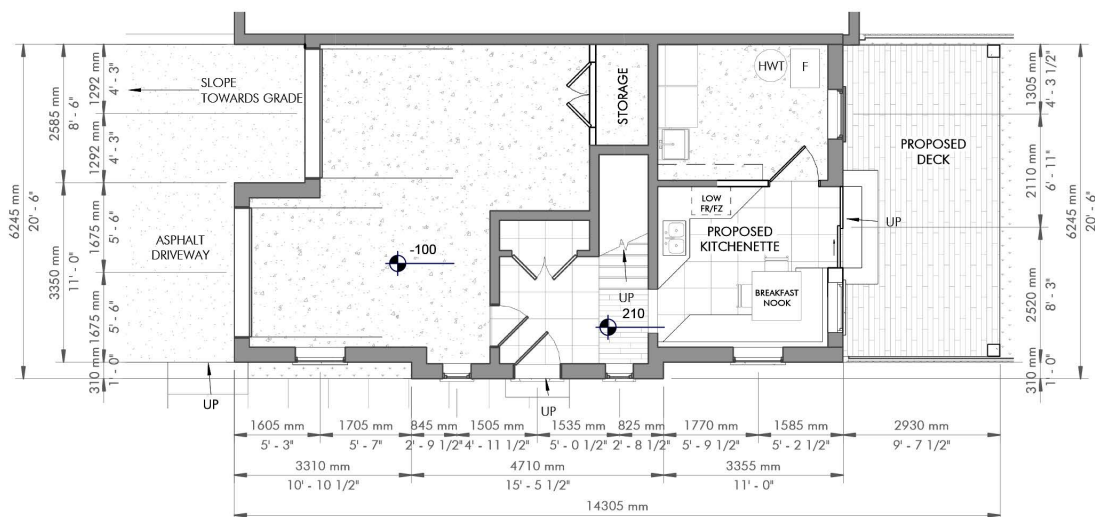 SLOPE
TOWARDS GRADE
STORAGE
HWT
F
PROPOSED
DECK
LOW
FR/FZ
PROPOSED
KITCHENETTE
UP
ASPHALT
DRIVEWAY
-100
BREAKFAST
NOOK
UP
210
UP
UP
6245 mm
20' - 6"
2585 mm
8' - 6"
3350 mm
11' - 0"
1292 mm
4' - 3"
1292 mm
4' - 3"
1675 mm
5' - 6"
1675 mm
5' - 6"
310 mm
1' - 0"
1305 mm
4' - 3 1/2"
2110 mm
6' - 11"
2520 mm
8' - 3"
310 mm
1' - 0"
6245 mm
20' - 6"
1605 mm
5' - 3"
1705 mm
5' - 7"
845 mm
2' - 9 1/2"
1505 mm
4' - 11 1/2"
1535 mm
5' - 0 1/2"
825 mm
2' - 8 1/2"
1770 mm
5' - 9 1/2"
1585 mm
5' - 2 1/2"
2930 mm
9' - 7 1/2"
3310 mm
10' - 10 1/2"
4710 mm
15' - 5 1/2"
3355 mm
11' - 0"
14305 mm